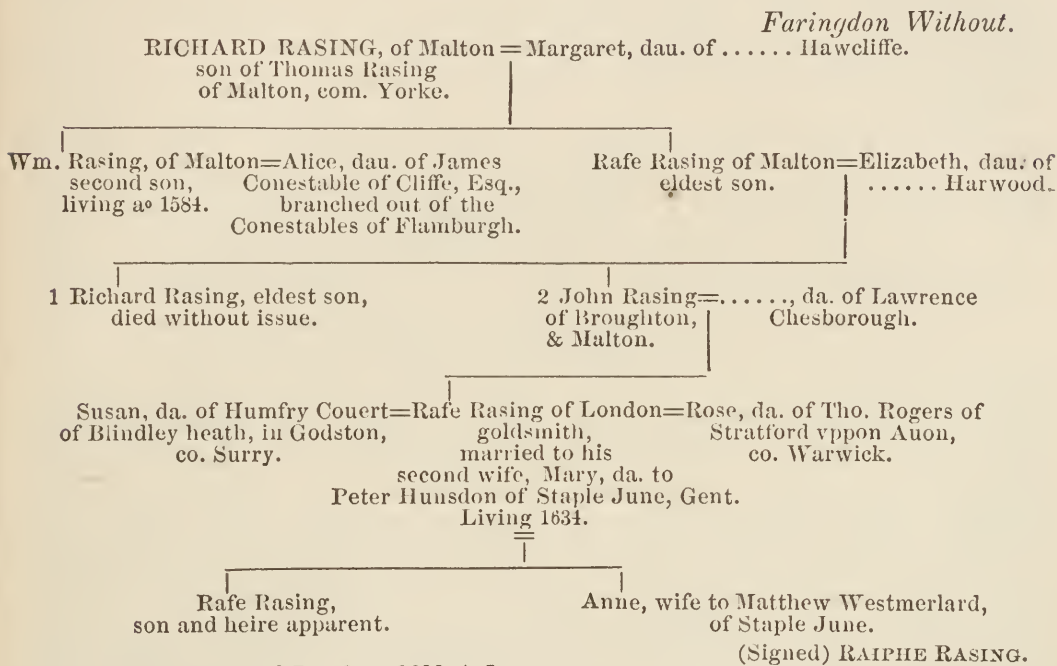 Faringdon Without.
RICHARD RASING, of Malton = Margaret, dau. of ...... Hawcliffe.
son of Thomas Rasing
of Malton, com. Yorke.
Wm. Rasing, of Malton=Alice, dau. of James Rafe Rasing of Malton=Elizabeth, dau. of
second son, Conestable of Cliffe, Esq., eldest son. ...... Harwood.
living ao 1584. branched out of the
Conestables of Flamburgh.
1 Richard Rasing, eldest son, 2 John Rasing=......, da. of Lawrence
died without issue. of Broughton, Chesborough.
& Malton.
Susan, da. of Humfry Couert=Rafe Rasing of London=Rose, da. of Tho. Rogers of
of Blindley heath, in Godston, goldsmith, Stratford vppon Auon,
co. Surry. married to his co. Warwick.
second wife, Mary, da. to
Peter Hunsdon of Staple June, Gent.
Living 1634.
Rafe Rasing, Anne, wife to Matthew Westmerlard,
son and heire apparent. of Staple June.
(Signed) RAIPHE RASING.